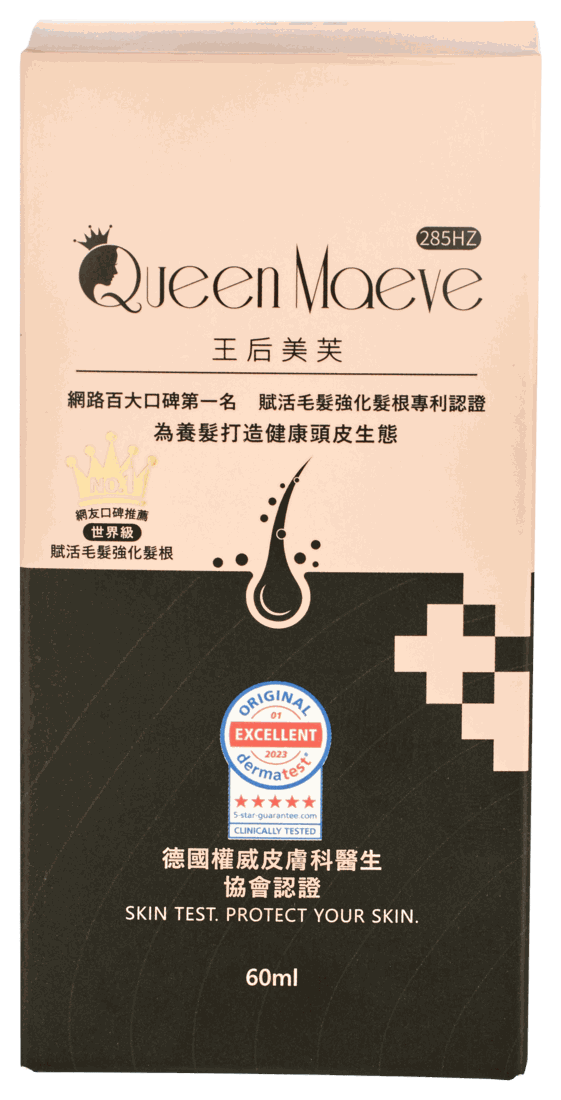 285HZ
Queen Maeve
王后美芙
網路百大口碑第一名 賦活毛髮強化髮根專利認證
為養髮打造健康頭皮生態
NO.1
網友口碑推薦
世界級
賦活毛髮強化髮根
ORIGINAL
01
EXCELLENT
2023
dermatest®
5-star-guarantee.com
CLINICALLY TESTED
德國權威皮膚科醫生
協會認證
SKIN TEST. PROTECT YOUR SKIN.
60ml